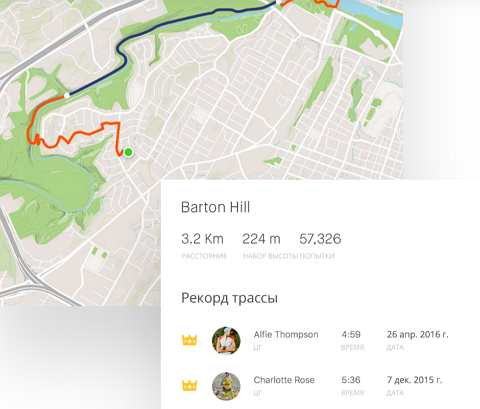 Barton Hill
3.2 Km 224 m 57,326
РАССТОЯНИЕ НАБОР ВЫСОТЫ ПОПЫТКИ
Рекорд трассы
Alfie Thompson 4:59 26 апр. 2016 г.
ЦГ ВРЕМЯ ДАТА
Charlotte Rose 5:36 7 дек. 2015 г.
ЦГ ВРЕМЯ ДАТА